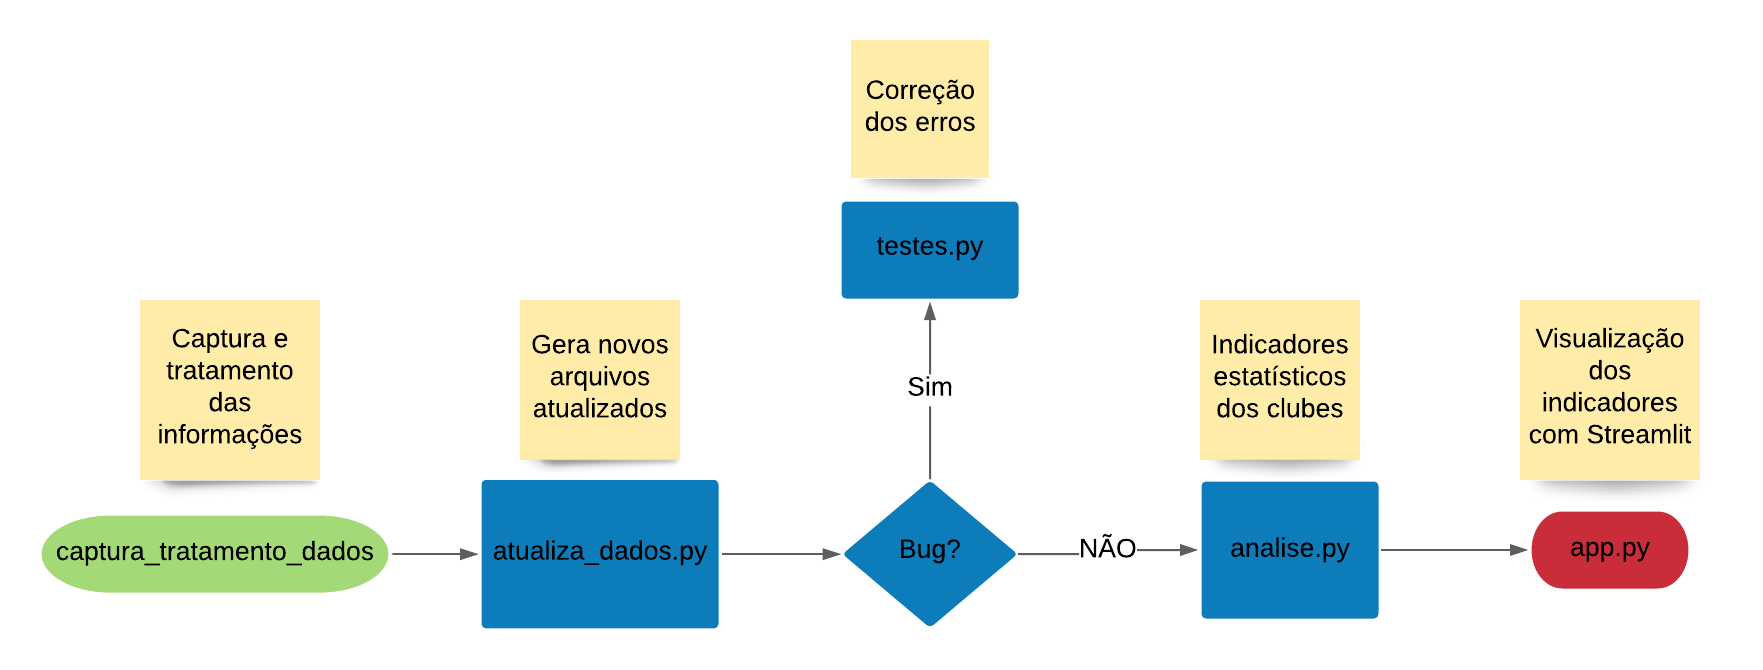 Correção
dos erros
testes.py
Sim
Captura e
tratamento
das
informações
captura_tratamento_dados
Gera novos
arquivos
atualizados
atualiza_dados.py
Bug?
NÃO
Indicadores
estatísticos
dos clubes
analise.py
Visualização
dos
indicadores
com Streamlit
app.py